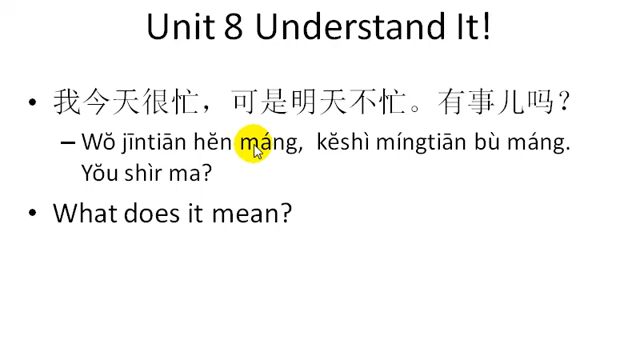 Unit 8 Understand It!
• 我今天很忙，可是明天不忙。有事儿吗？
– Wǒ jīntiān hěn máng, kěshì míngtiān bù máng.
Yǒu shìr ma?
• What does it mean?